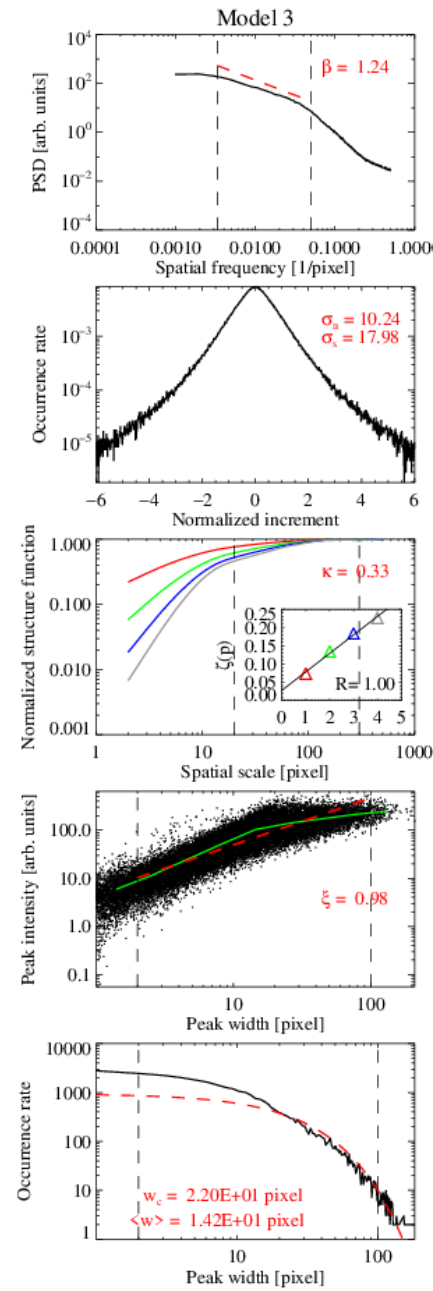 Model 3
PSD [arb. units]
10^4
10^2
10^0
10^-2
10^-4
β = 1.24
0.0001 0.0010 0.0100 0.1000 1.0000
Spatial frequency [1/pixel]
Occurrence rate
10^-3
10^-4
10^-5
σ_a = 10.24
σ_s = 17.98
−6 −4 −2 0 2 4 6
Normalized increment
Normalized structure function
1.000
0.100
0.010
0.001
κ = 0.33
ζ(p)
0.25
0.20
0.15
0.10
0.05
0.00
R= 1.00
0 1 2 3 4 5
1 10 100 1000
Spatial scale [pixel]
Peak intensity [arb. units]
100.0
10.0
1.0
0.1
ξ = 0.98
10 100
Peak width [pixel]
Occurrence rate
10000
1000
100
10
1
w_c = 2.20E+01 pixel
<w> = 1.42E+01 pixel
10 100
Peak width [pixel]